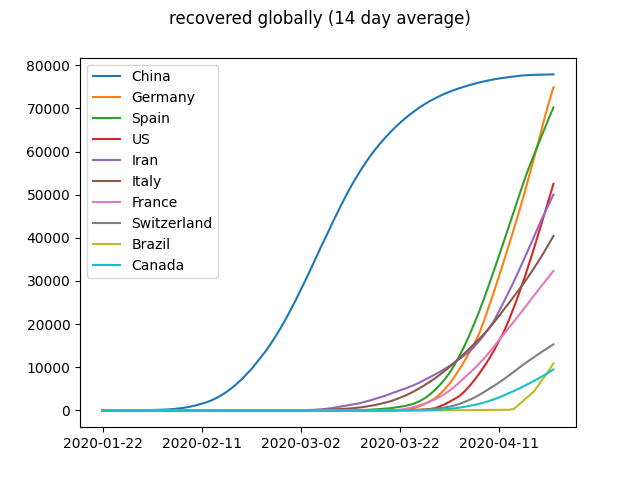 recovered globally (14 day average)
80000
70000
60000
50000
40000
30000
20000
10000
0
China
Germany
Spain
US
Iran
Italy
France
Switzerland
Brazil
Canada
2020-01-22 2020-02-11 2020-03-02 2020-03-22 2020-04-11